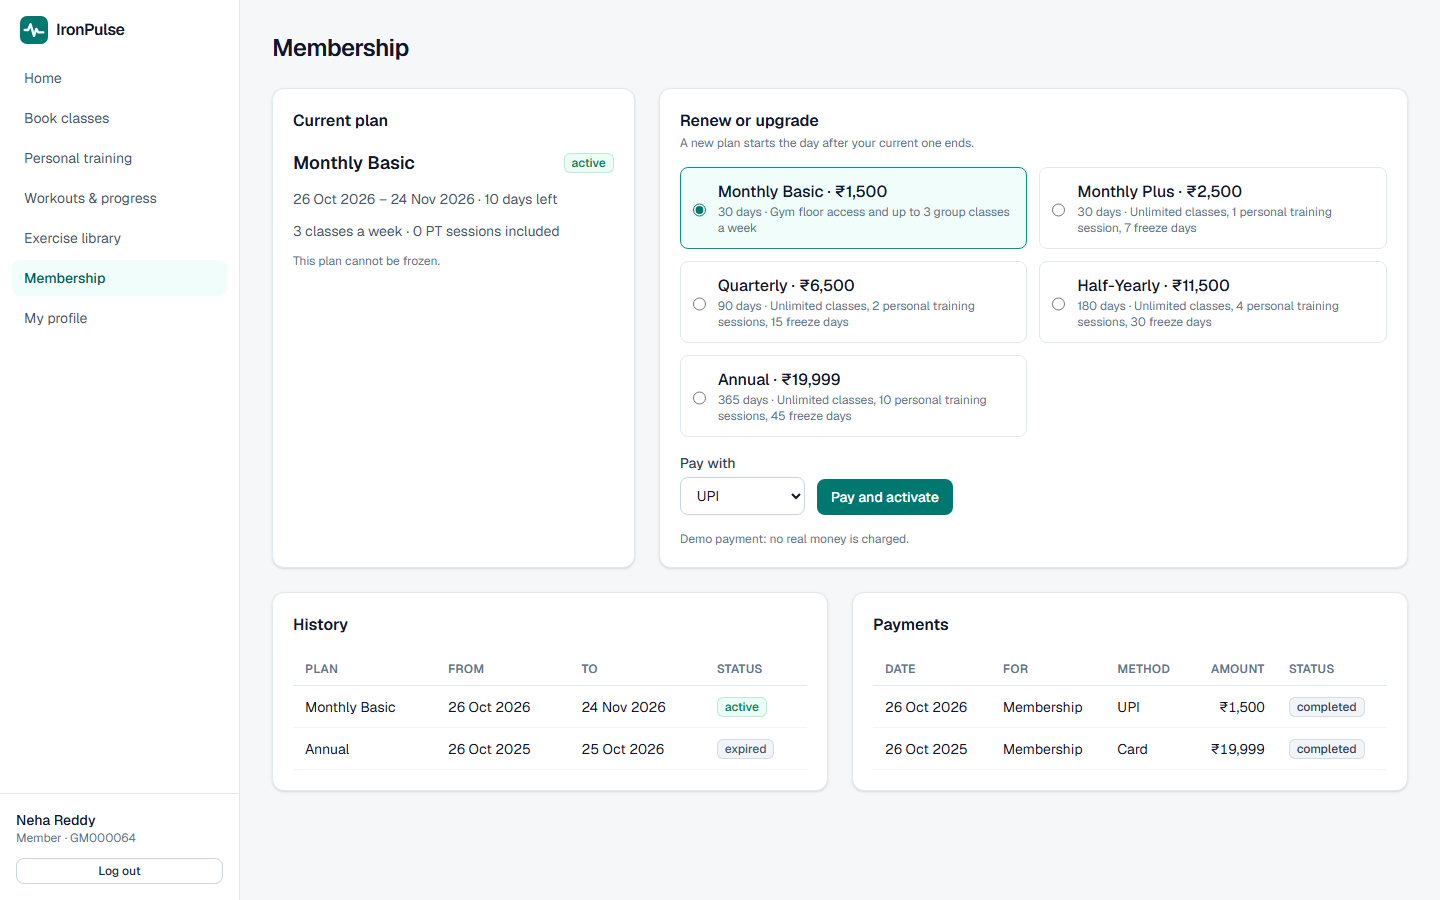 IronPulse
Home
Book classes
Personal training
Workouts & progress
Exercise library
Membership
My profile
Neha Reddy
Member · GM000064
Log out
Membership
Current plan
Monthly Basic active
26 Oct 2026 – 24 Nov 2026 · 10 days left
3 classes a week · 0 PT sessions included
This plan cannot be frozen.
Renew or upgrade
A new plan starts the day after your current one ends.
Monthly Basic · ₹1,500
30 days · Gym floor access and up to 3 group classes
a week
Monthly Plus · ₹2,500
30 days · Unlimited classes, 1 personal training
session, 7 freeze days
Quarterly · ₹6,500
90 days · Unlimited classes, 2 personal training
sessions, 15 freeze days
Half-Yearly · ₹11,500
180 days · Unlimited classes, 4 personal training
sessions, 30 freeze days
Annual · ₹19,999
365 days · Unlimited classes, 10 personal training
sessions, 45 freeze days
Pay with
UPI Pay and activate
Demo payment: no real money is charged.
History
PLAN FROM TO STATUS
Monthly Basic 26 Oct 2026 24 Nov 2026 active
Annual 26 Oct 2025 25 Oct 2026 expired
Payments
DATE FOR METHOD AMOUNT STATUS
26 Oct 2026 Membership UPI ₹1,500 completed
26 Oct 2025 Membership Card ₹19,999 completed